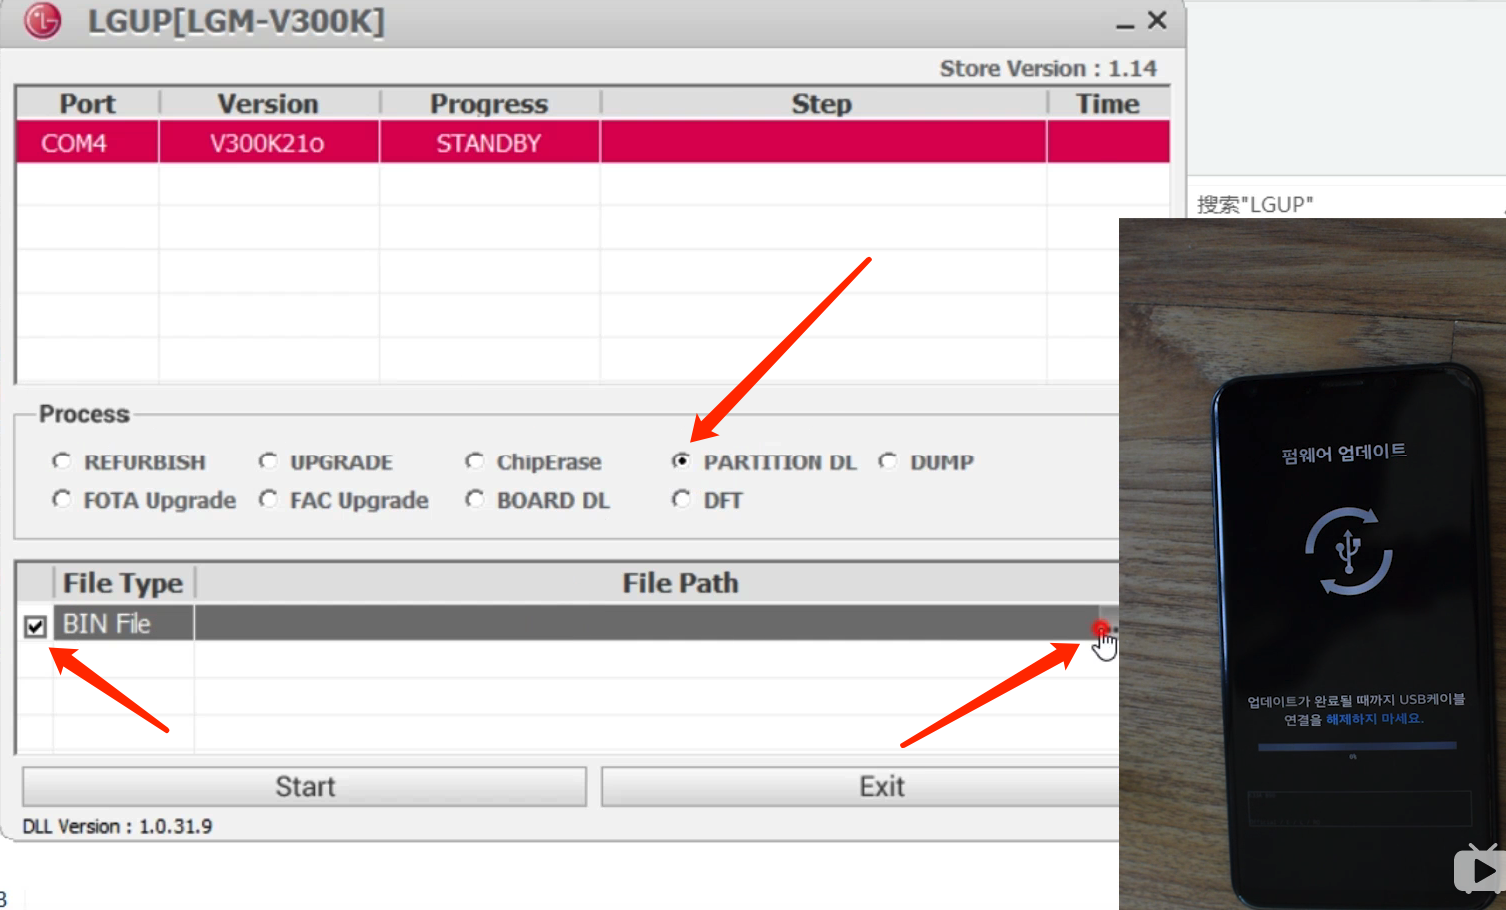 LGUP[LGM-V300K]
Store Version : 1.14
Port Version Progress Step Time
COM4 V300K21o STANDBY
搜索"LGUP"
Process
REFURBISH UPGRADE ChipErase PARTITION DL DUMP
FOTA Upgrade FAC Upgrade BOARD DL DFT
File Type File Path
BIN File
Start Exit
DLL Version : 1.0.31.9
펌웨어 업데이트
업데이트가 완료될 때까지 USB케이블
연결을 해제하지 마세요.